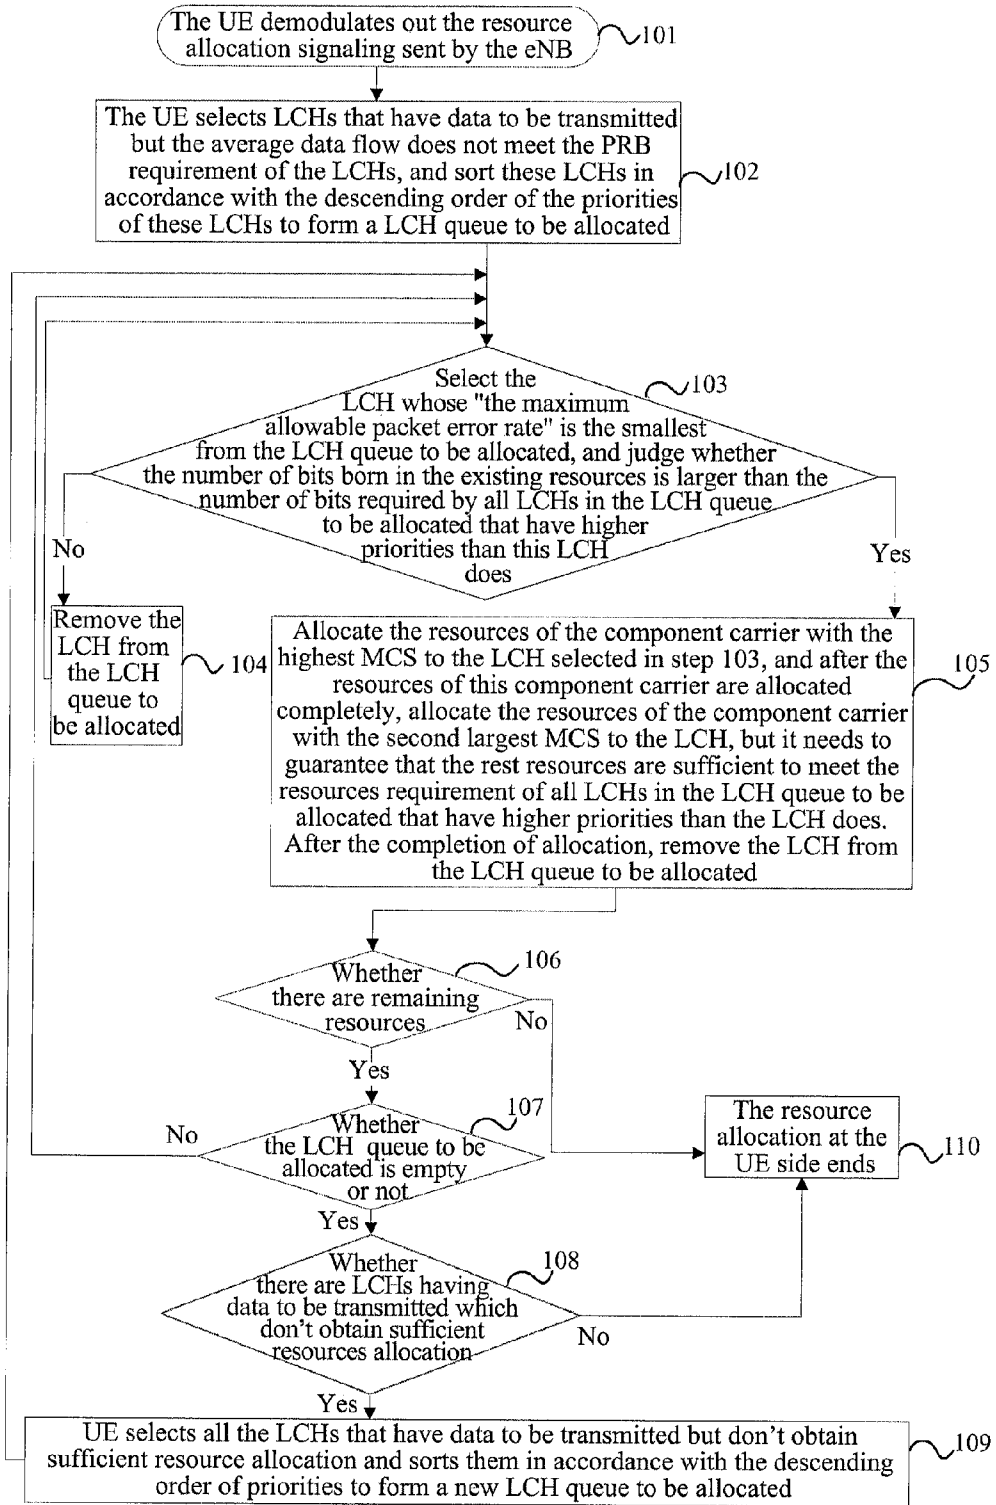 The UE demodulates out the resource
allocation signaling sent by the eNB
101
The UE selects LCHs that have data to be transmitted
but the average data flow does not meet the PRB
requirement of the LCHs, and sort these LCHs in
accordance with the descending order of the priorities
of these LCHs to form a LCH queue to be allocated
102
Select the
LCH whose "the maximum
allowable packet error rate" is the smallest
from the LCH queue to be allocated, and judge whether
the number of bits born in the existing resources is larger than the
number of bits required by all LCHs in the LCH queue
to be allocated that have higher
priorities than this LCH
does
103
No
Yes
Remove the
LCH from
the LCH
queue to
be allocated
104
Allocate the resources of the component carrier with the
highest MCS to the LCH selected in step 103, and after the
resources of this component carrier are allocated
completely, allocate the resources of the component carrier
with the second largest MCS to the LCH, but it needs to
guarantee that the rest resources are sufficient to meet the
resources requirement of all LCHs in the LCH queue to be
allocated that have higher priorities than the LCH does.
After the completion of allocation, remove the LCH from
the LCH queue to be allocated
105
Whether
there are remaining
resources
106
No
Yes
Whether
the LCH queue to be
allocated is empty
or not
107
No
Yes
The resource
allocation at the
UE side ends
110
Whether
there are LCHs having
data to be transmitted which
don't obtain sufficient
resources allocation
108
No
Yes
UE selects all the LCHs that have data to be transmitted but don't obtain
sufficient resource allocation and sorts them in accordance with the descending
order of priorities to form a new LCH queue to be allocated
109